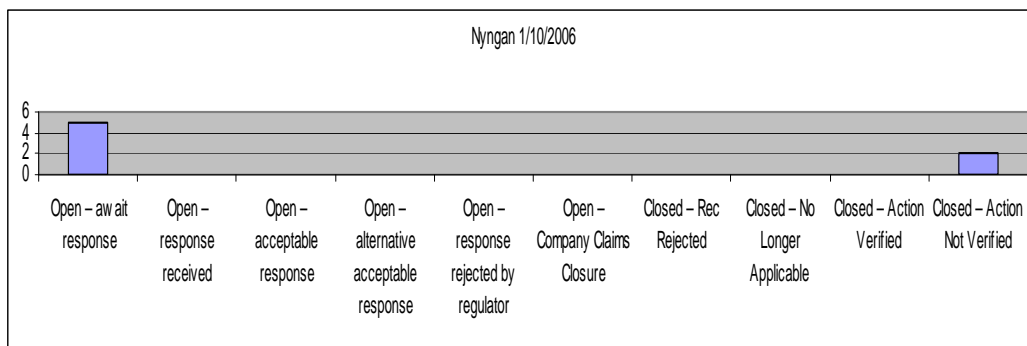 Nyngan 1/10/2006
6
4
2
0
Open – await
response
Open –
response
received
Open –
acceptable
response
Open –
alternative
acceptable
response
Open –
response
rejected by
regulator
Open –
Company Claims
Closure
Closed – Rec
Rejected
Closed – No
Longer
Applicable
Closed – Action
Verified
Closed – Action
Not Verified